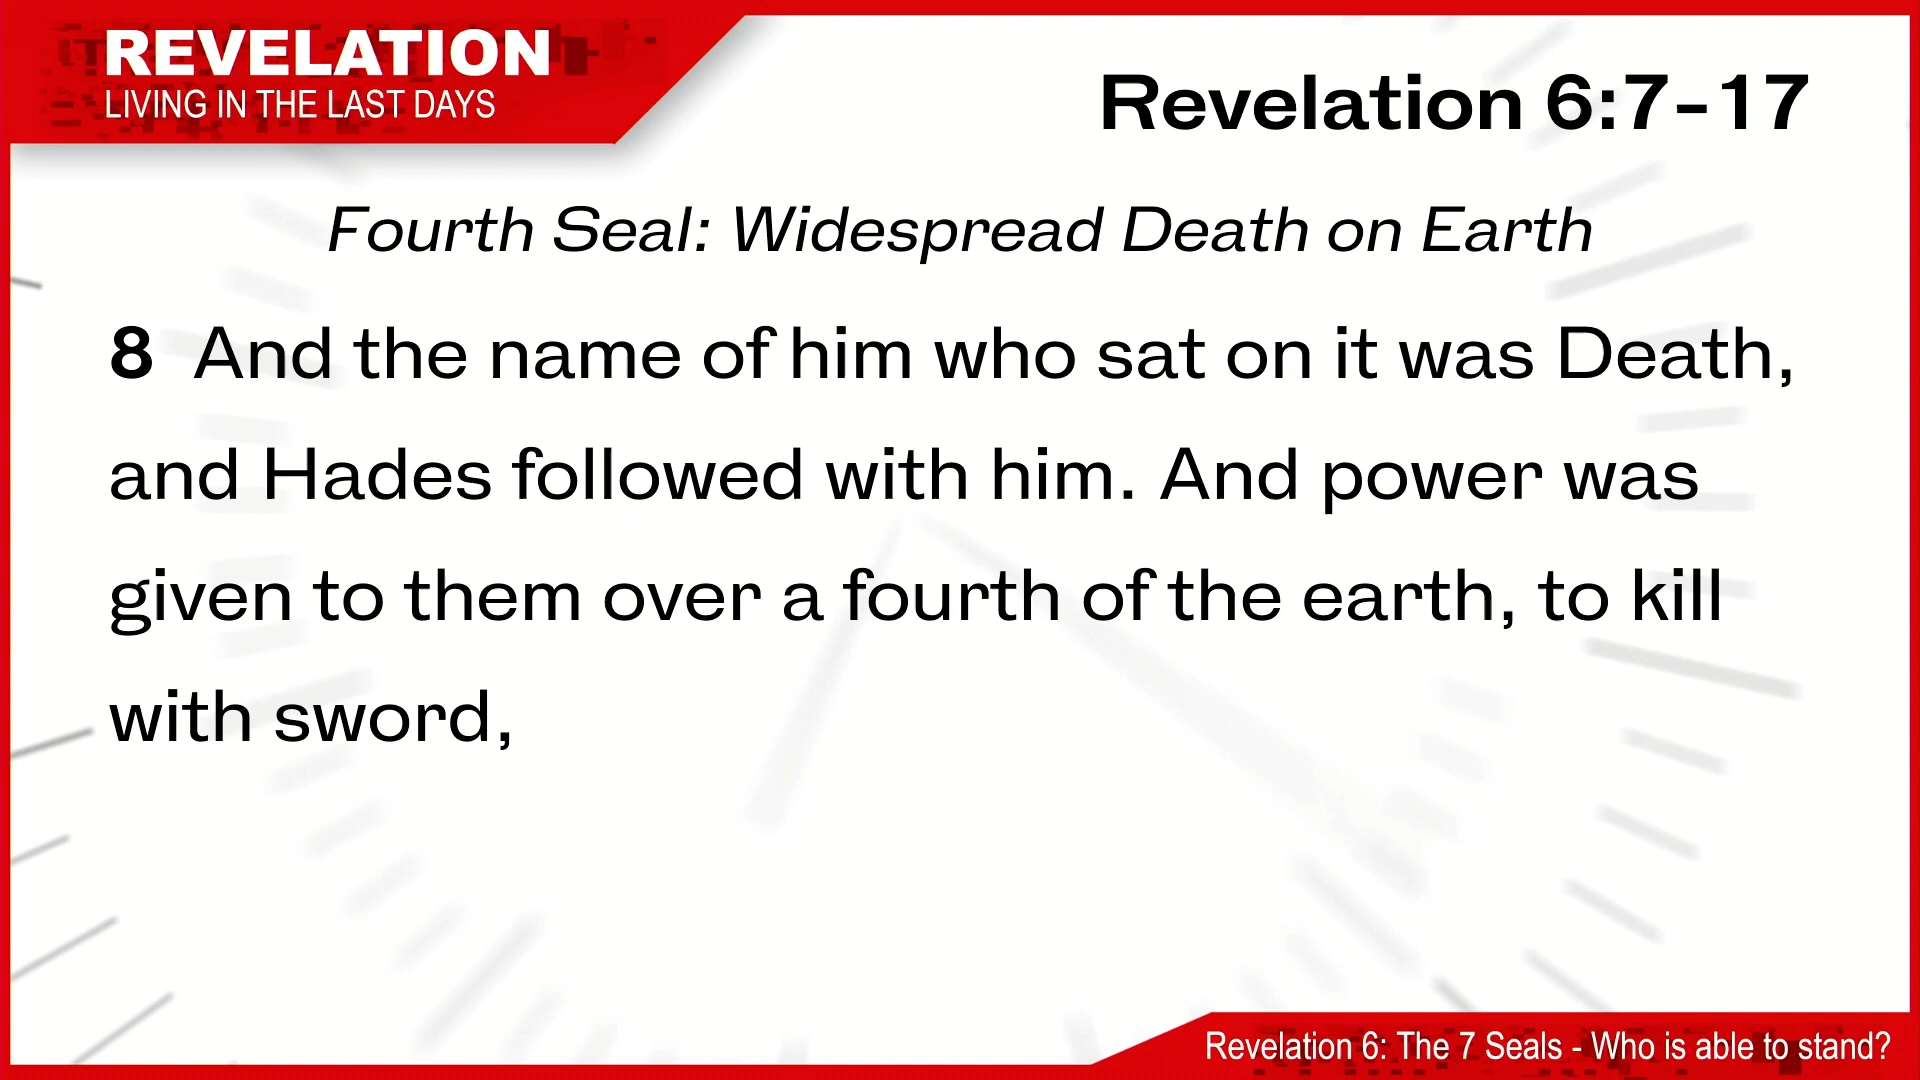 REVELATION
LIVING IN THE LAST DAYS
Revelation 6:7-17
Fourth Seal: Widespread Death on Earth
8 And the name of him who sat on it was Death,
and Hades followed with him. And power was
given to them over a fourth of the earth, to kill
with sword,
Revelation 6: The 7 Seals - Who is able to stand?